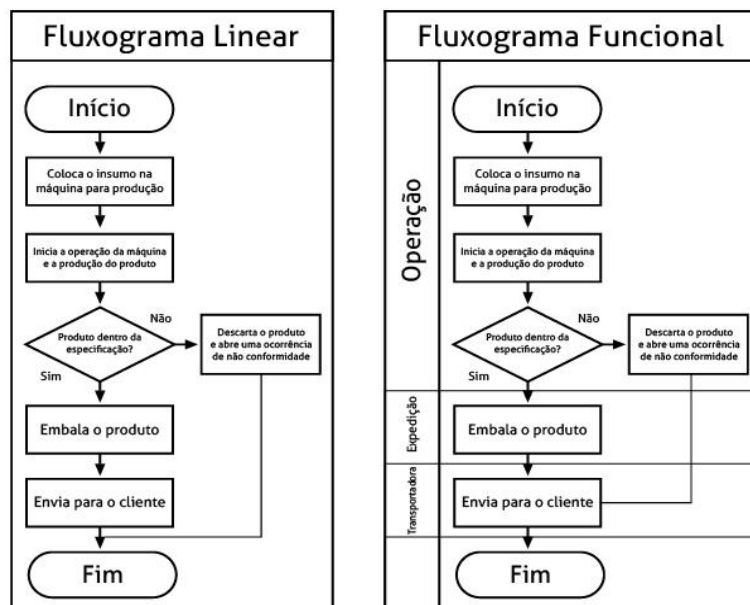 Fluxograma Linear
Início
Coloca o insumo na
máquina para produção
Inicia a operação da máquina
e a produção do produto
Produto dentro da
especificação?
Não
Descarta o produto
e abre uma ocorrência
de não conformidade
Sim
Embala o produto
Envia para o cliente
Fim
Fluxograma Funcional
Operação
Início
Coloca o insumo na
máquina para produção
Inicia a operação da máquina
e a produção do produto
Produto dentro da
especificação?
Não
Descarta o produto
e abre uma ocorrência
de não conformidade
Sim
Expedição
Embala o produto
Transportadora
Envia para o cliente
Fim